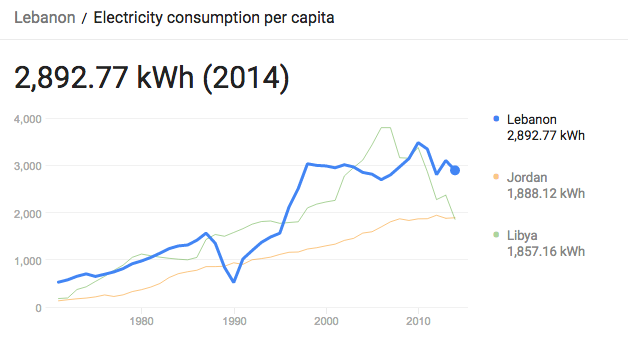 Lebanon / Electricity consumption per capita
2,892.77 kWh (2014)
4,000
3,000
2,000
1,000
0
1980
1990
2000
2010
Lebanon
2,892.77 kWh
Jordan
1,888.12 kWh
Libya
1,857.16 kWh